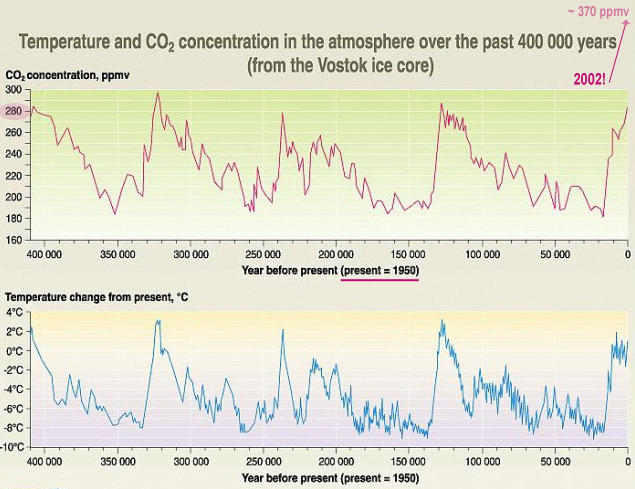 ~ 370 ppmv
Temperature and CO₂ concentration in the atmosphere over the past 400 000 years
(from the Vostok ice core)
2002!
CO₂ concentration, ppmv
300
280
260
240
220
200
180
160
400 000 350 000 300 000 250 000 200 000 150 000 100 000 50 000 0
Year before present (present = 1950)
Temperature change from present, °C
4°C
2°C
0°C
-2°C
-4°C
-6°C
-8°C
-10°C
400 000 350 000 300 000 250 000 200 000 150 000 100 000 50 000 0
Year before present (present = 1950)